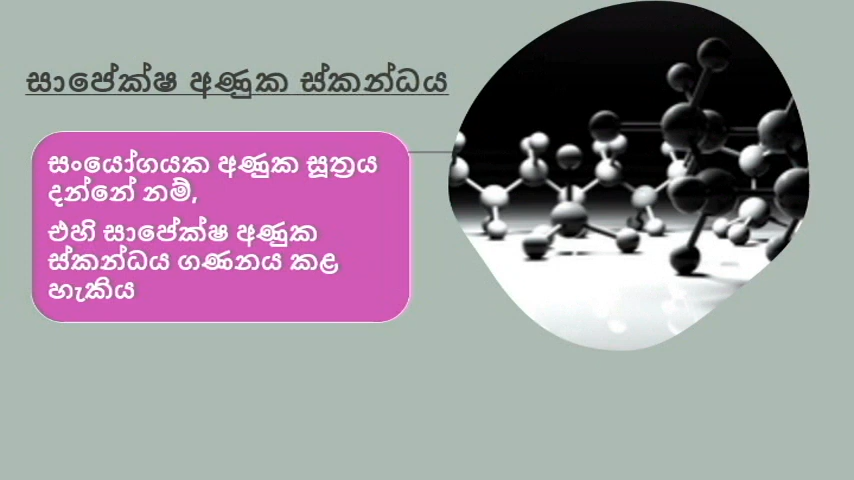 සාපේක්ෂ අණුක ස්කන්ධය
සංයෝගයක අණුක සූත්‍රය
දන්නේ නම්,
එහි සාපේක්ෂ අණුක
ස්කන්ධය ගණනය කළ
හැකිය